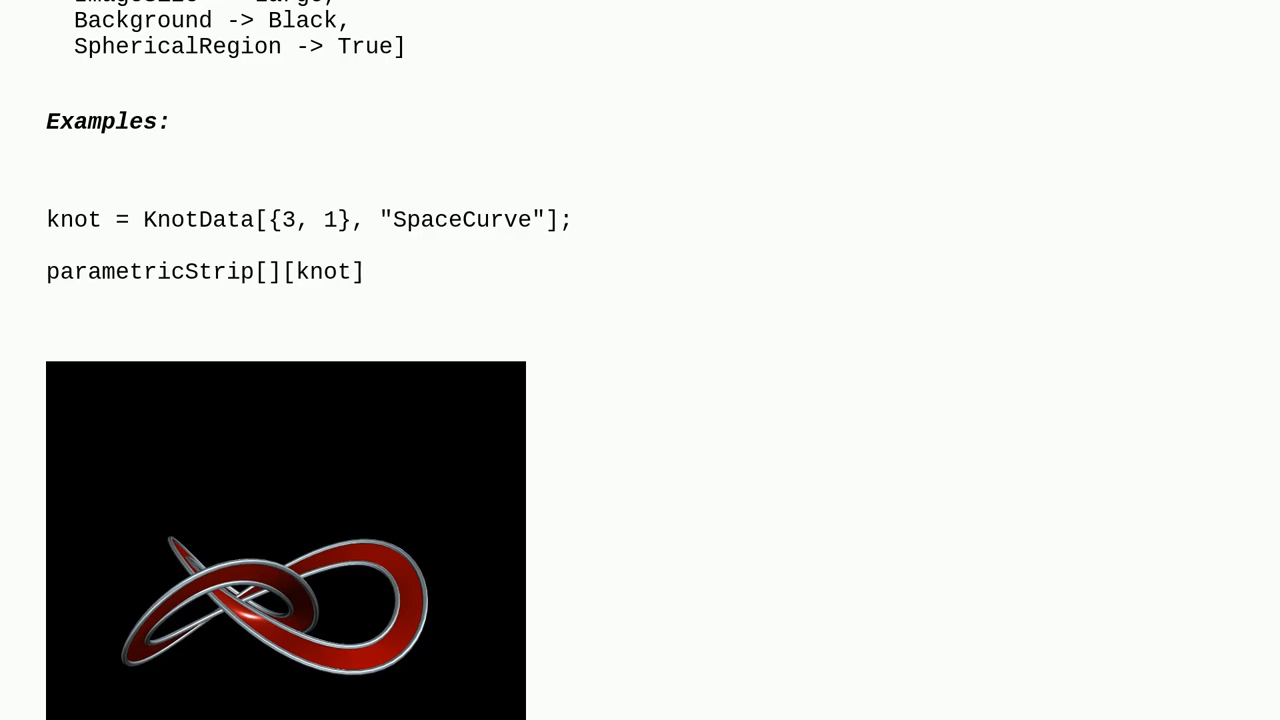 Background -> Black,
SphericalRegion -> True]
Examples:
knot = KnotData[{3, 1}, "SpaceCurve"];
parametricStrip[][knot]